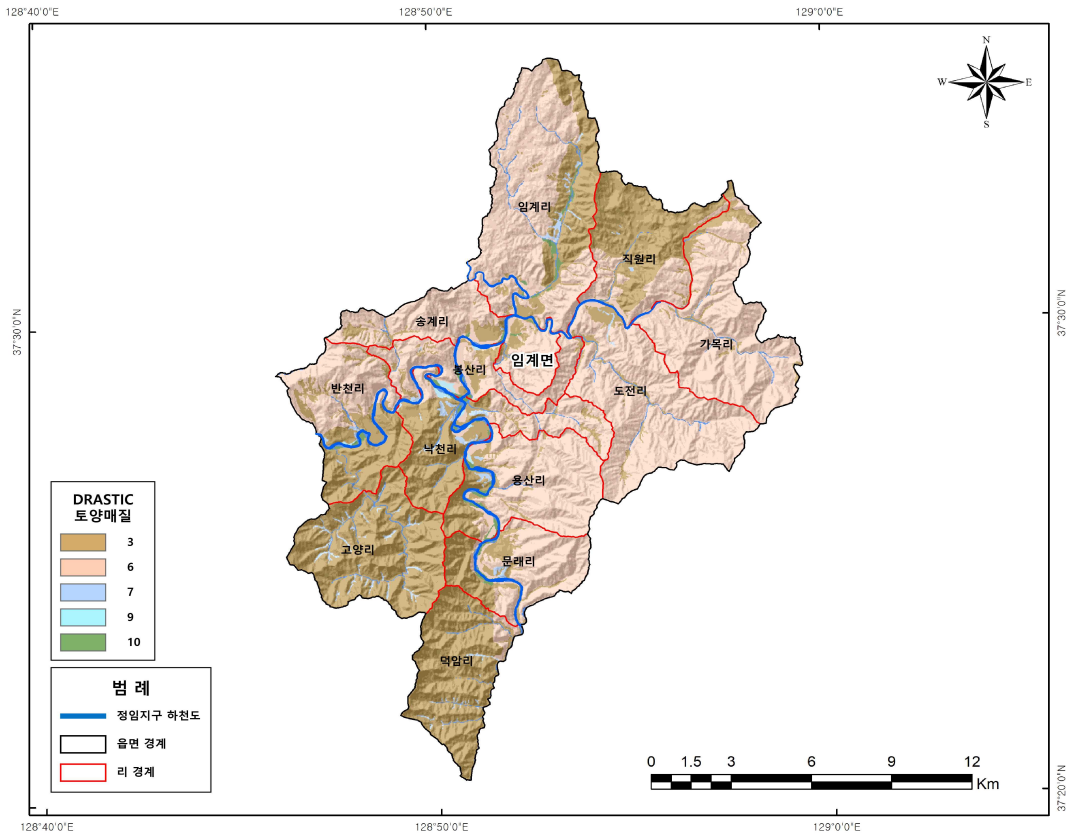 128°40'0"E
128°50'0"E
129°0'0"E
N
W
E
S
임계리
직원리
37°30'0"N
37°30'0"N
송계리
가목리
임계면
봉산리
반천리
도전리
낙천리
용산리
고양리
문래리
덕암리
DRASTIC
토양매질
3
6
7
9
10
범 례
정임지구 하천도
읍면 경계
리 경계
0 1.5 3 6 9 12
Km
37°20'0"N
128°40'0"E
128°50'0"E
129°0'0"E